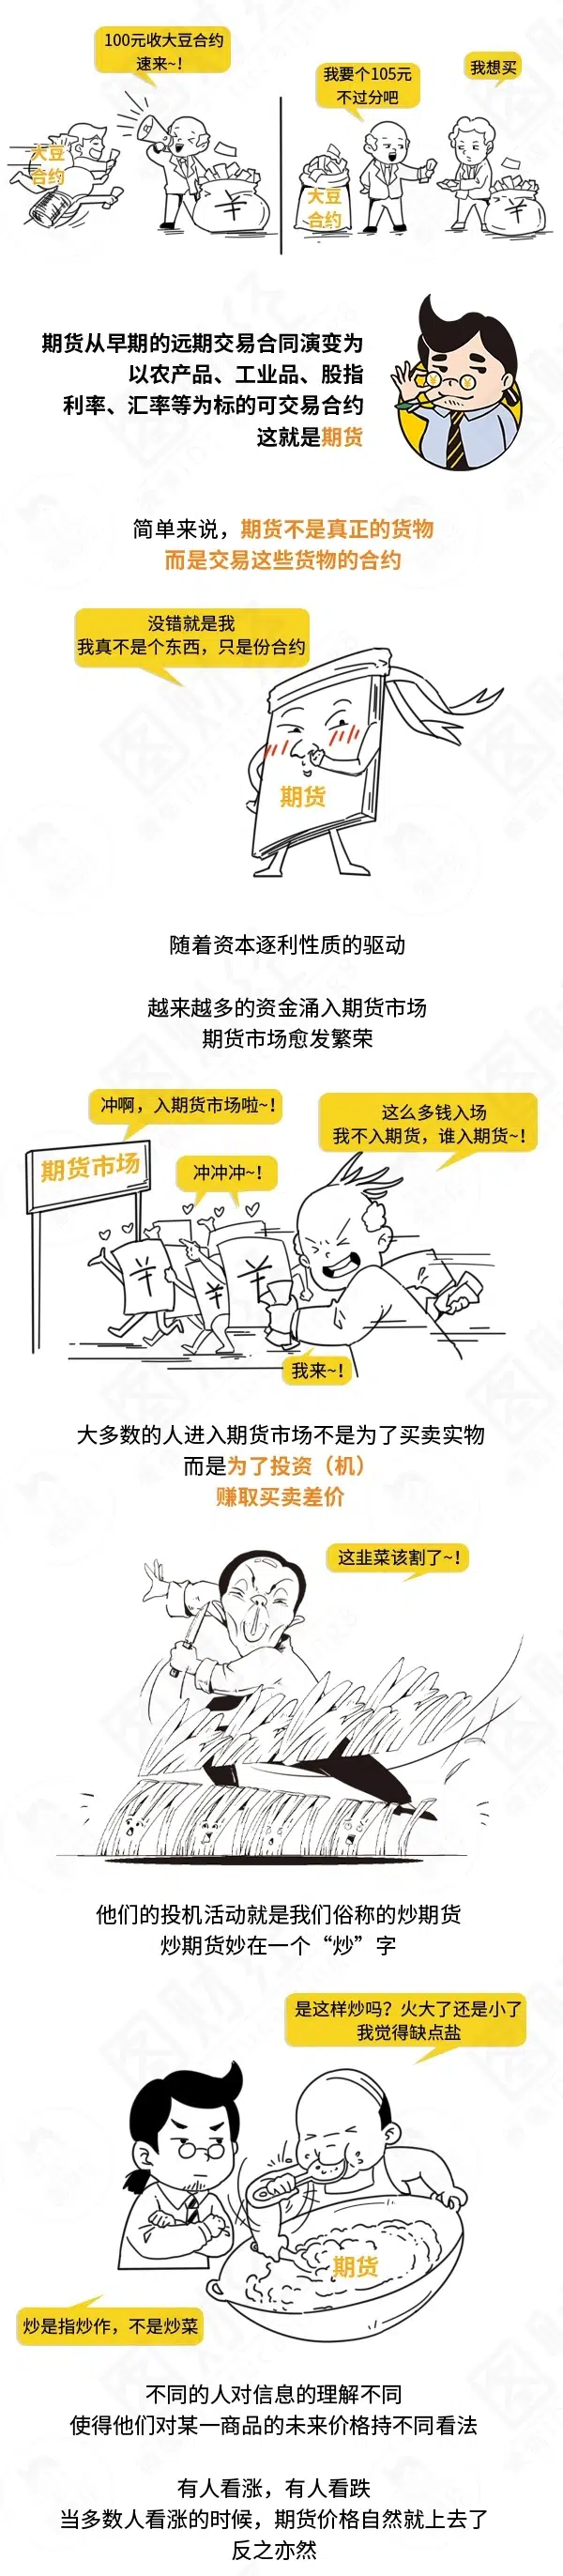 100元收大豆合约
速来~!
大豆
合约
我要个105元
不过分吧
我想买
大豆
合约
期货从早期的远期交易合同演变为
以农产品、工业品、股指
利率、汇率等为标的可交易合约
这就是期货
简单来说，期货不是真正的货物
而是交易这些货物的合约
没错就是我
我真不是个东西，只是份合约
期货
随着资本逐利性质的驱动
越来越多的资金涌入期货市场
期货市场愈发繁荣
冲啊，入期货市场啦~!
这么多钱入场
我不入期货，谁入期货~!
期货市场
冲冲冲~!
我来~!
大多数的人进入期货市场不是为了买卖实物
而是为了投资（机）
赚取买卖差价
这韭菜该割了~!
他们的投机活动就是我们俗称的炒期货
炒期货妙在一个“炒”字
是这样炒吗？火大了还是小了
我觉得缺点盐
期货
炒是指炒作，不是炒菜
不同的人对信息的理解不同
使得他们对某一商品的未来价格持不同看法
有人看涨，有人看跌
当多数人看涨的时候，期货价格自然就上去了
反之亦然